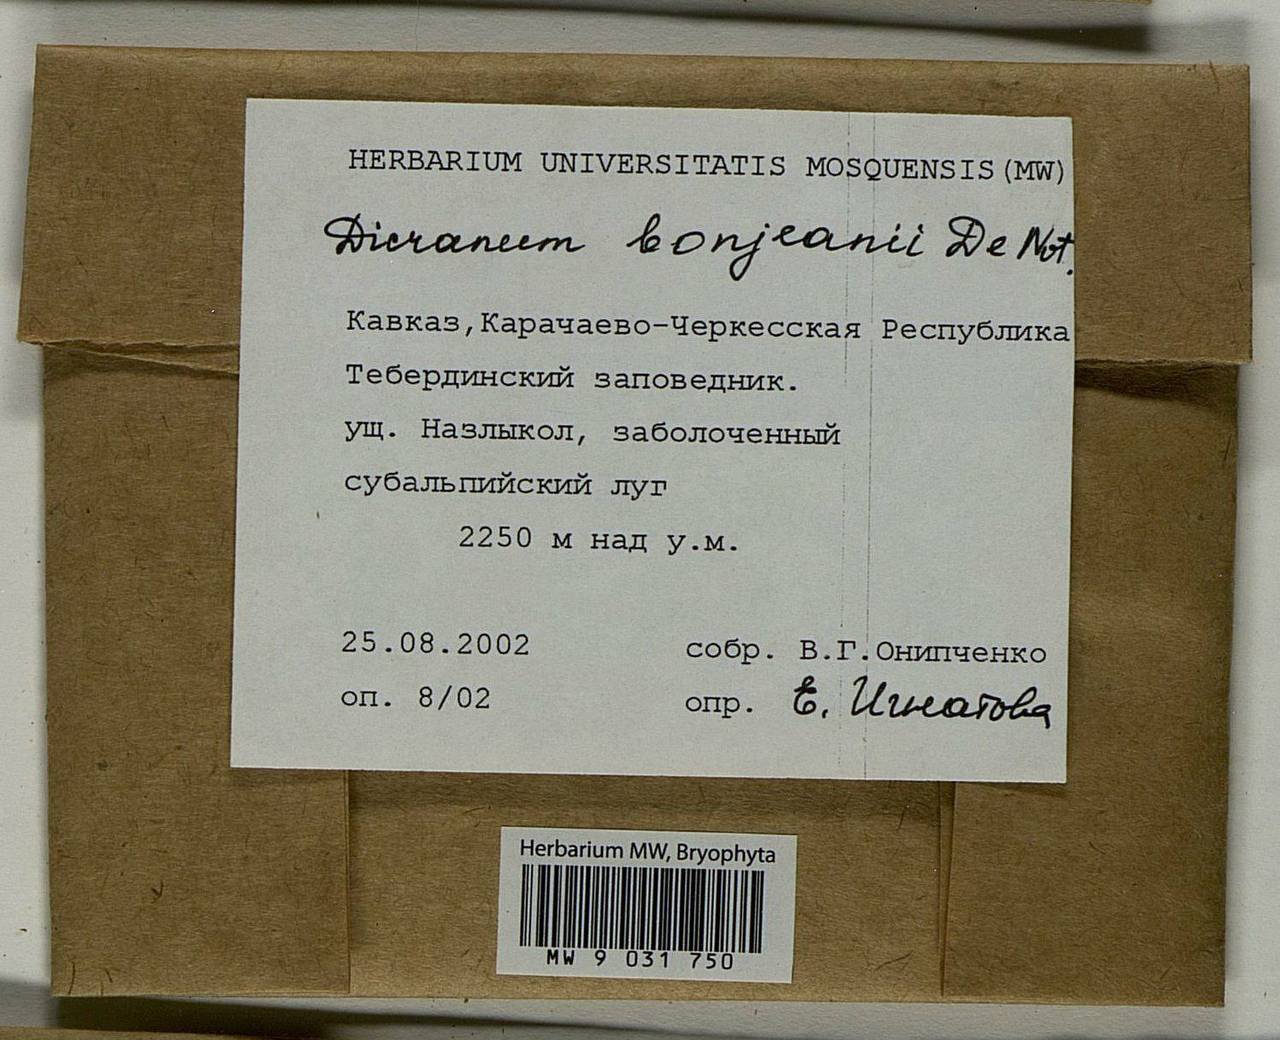 HERBARIUM UNIVERSITATIS MOSQUENSIS (MW)
Dicranum bonjeanii De Not.
Кавказ, Карачаево-Черкесская Республика
Тебердинский заповедник.
ущ. Назлыкол, заболоченный
субальпийский луг
2250 м над у.м.
25.08.2002 собр. В.Г.Онипченко
оп. 8/02 опр. Е. Игнатова
Herbarium MW, Bryophyta
MW 9 031 750